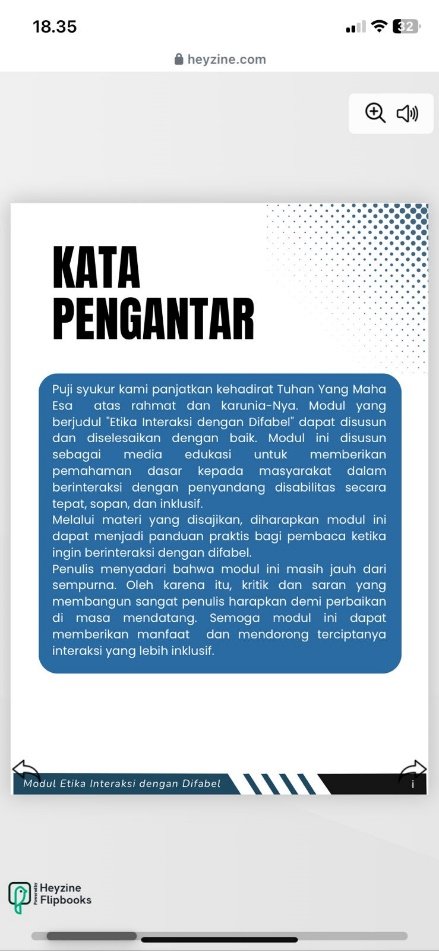 18.35
32
heyzine.com
KATA
PENGANTAR
Puji syukur kami panjatkan kehadirat Tuhan Yang Maha
Esa atas rahmat dan karunia-Nya. Modul yang
berjudul "Etika Interaksi dengan Difabel" dapat disusun
dan diselesaikan dengan baik. Modul ini disusun
sebagai media edukasi untuk memberikan
pemahaman dasar kepada masyarakat dalam
berinteraksi dengan penyandang disabilitas secara
tepat, sopan, dan inklusif.
Melalui materi yang disajikan, diharapkan modul ini
dapat menjadi panduan praktis bagi pembaca ketika
ingin berinteraksi dengan difabel.
Penulis menyadari bahwa modul ini masih jauh dari
sempurna. Oleh karena itu, kritik dan saran yang
membangun sangat penulis harapkan demi perbaikan
di masa mendatang. Semoga modul ini dapat
memberikan manfaat dan mendorong terciptanya
interaksi yang lebih inklusif.
Modul Etika Interaksi dengan Difabel
i
Heyzine
Flipbooks